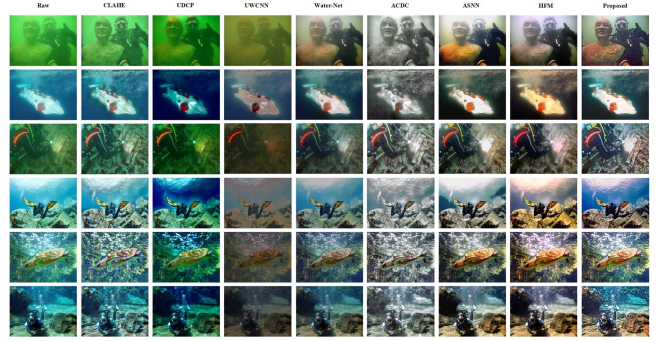 Raw CLAHE UDCP UWCNN Water-Net ACDC ASNN HFM Proposed